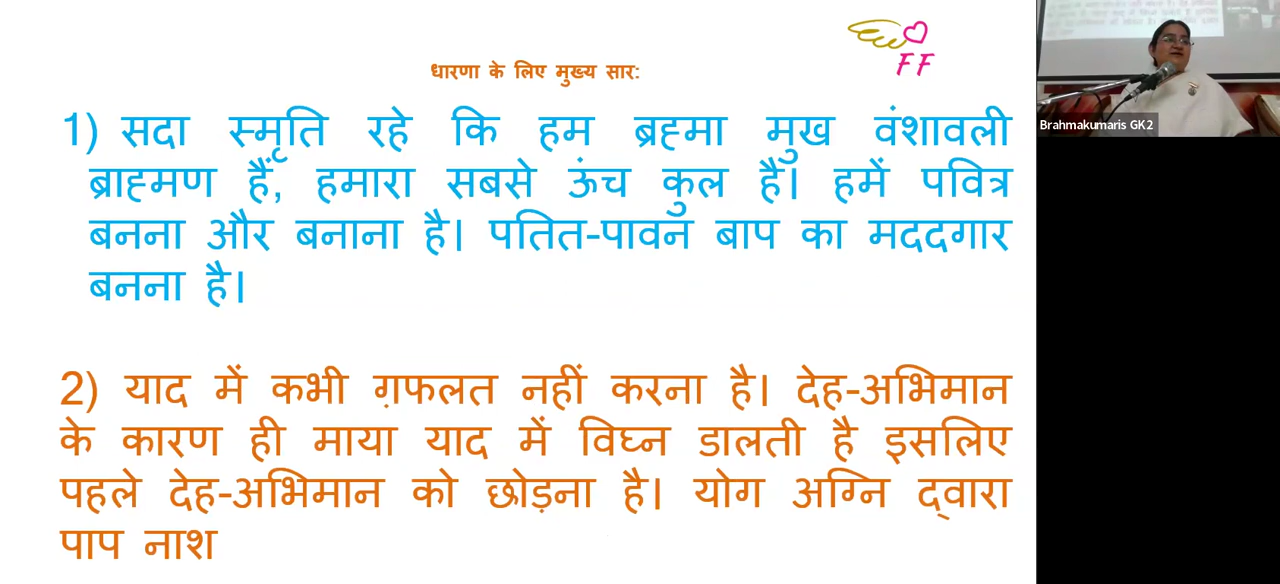 FF
धारणा के लिए मुख्य सार:
1) सदा स्मृति रहे कि हम ब्रह्मा मुख वंशावली
ब्राह्मण हैं, हमारा सबसे ऊंच कुल है। हमें पवित्र
बनना और बनाना है। पतित-पावन बाप का मददगार
बनना है।
2) याद में कभी ग़फलत नहीं करना है। देह-अभिमान
के कारण ही माया याद में विघ्न डालती है इसलिए
पहले देह-अभिमान को छोड़ना है। योग अग्नि द्वारा
पाप नाश
Brahmakumaris GK2